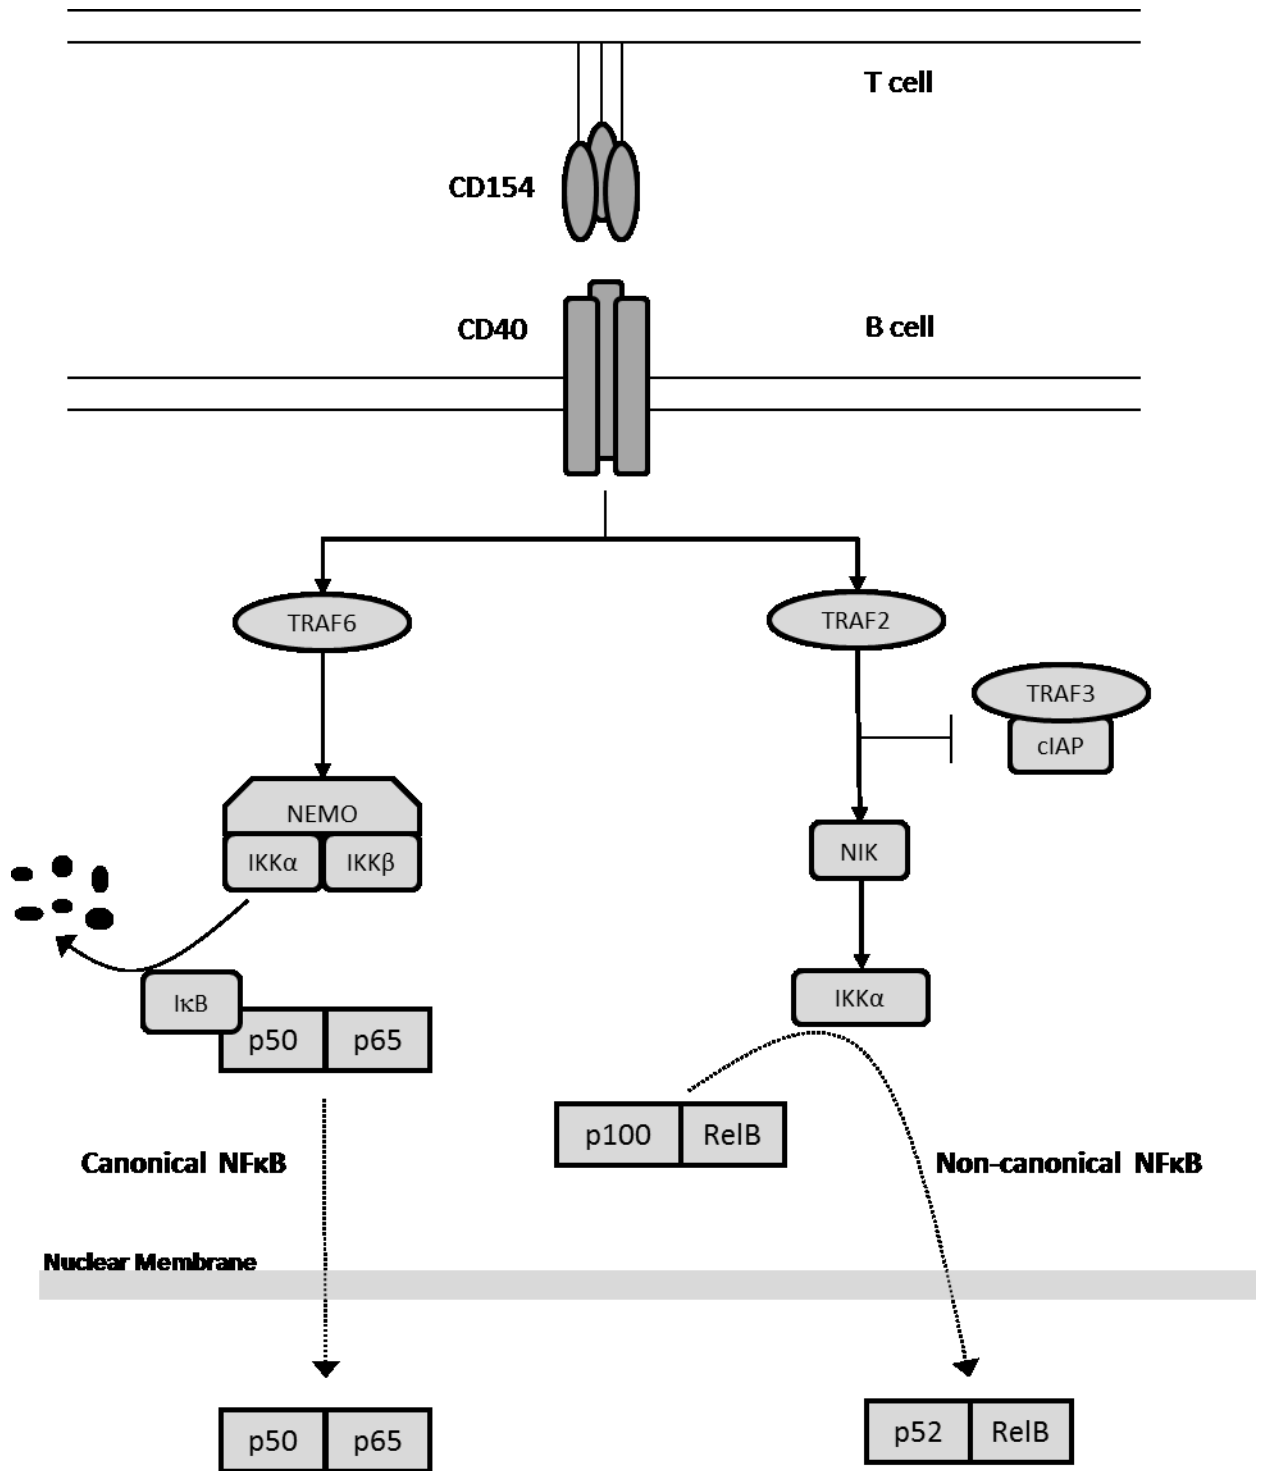 T cell
CD154
CD40
B cell
TRAF6
TRAF2
TRAF3
cIAP
NEMO
IKKα
IKKβ
NIK
IκB
IKKα
p50
p65
p100
RelB
Canonical NFκB
Non-canonical NFκB
Nuclear Membrane
p50
p65
p52
RelB